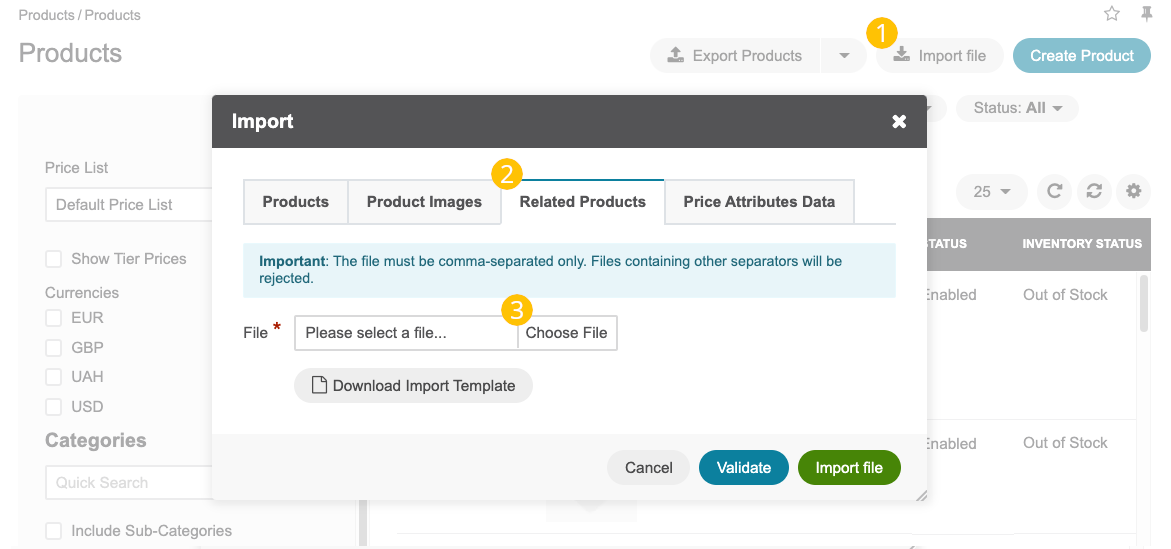 Products / Products
Products
1
Export Products
Import file
Create Product
Status: All
Import
Price List
Default Price List
Show Tier Prices
Currencies
EUR
GBP
UAH
USD
Categories
Quick Search
Include Sub-Categories
2
Products
Product Images
Related Products
Price Attributes Data
Important: The file must be comma-separated only. Files containing other separators will be
rejected.
3
File *
Please select a file...
Choose File
Download Import Template
Cancel
Validate
Import file
25
INVENTORY STATUS
Out of Stock
Out of Stock